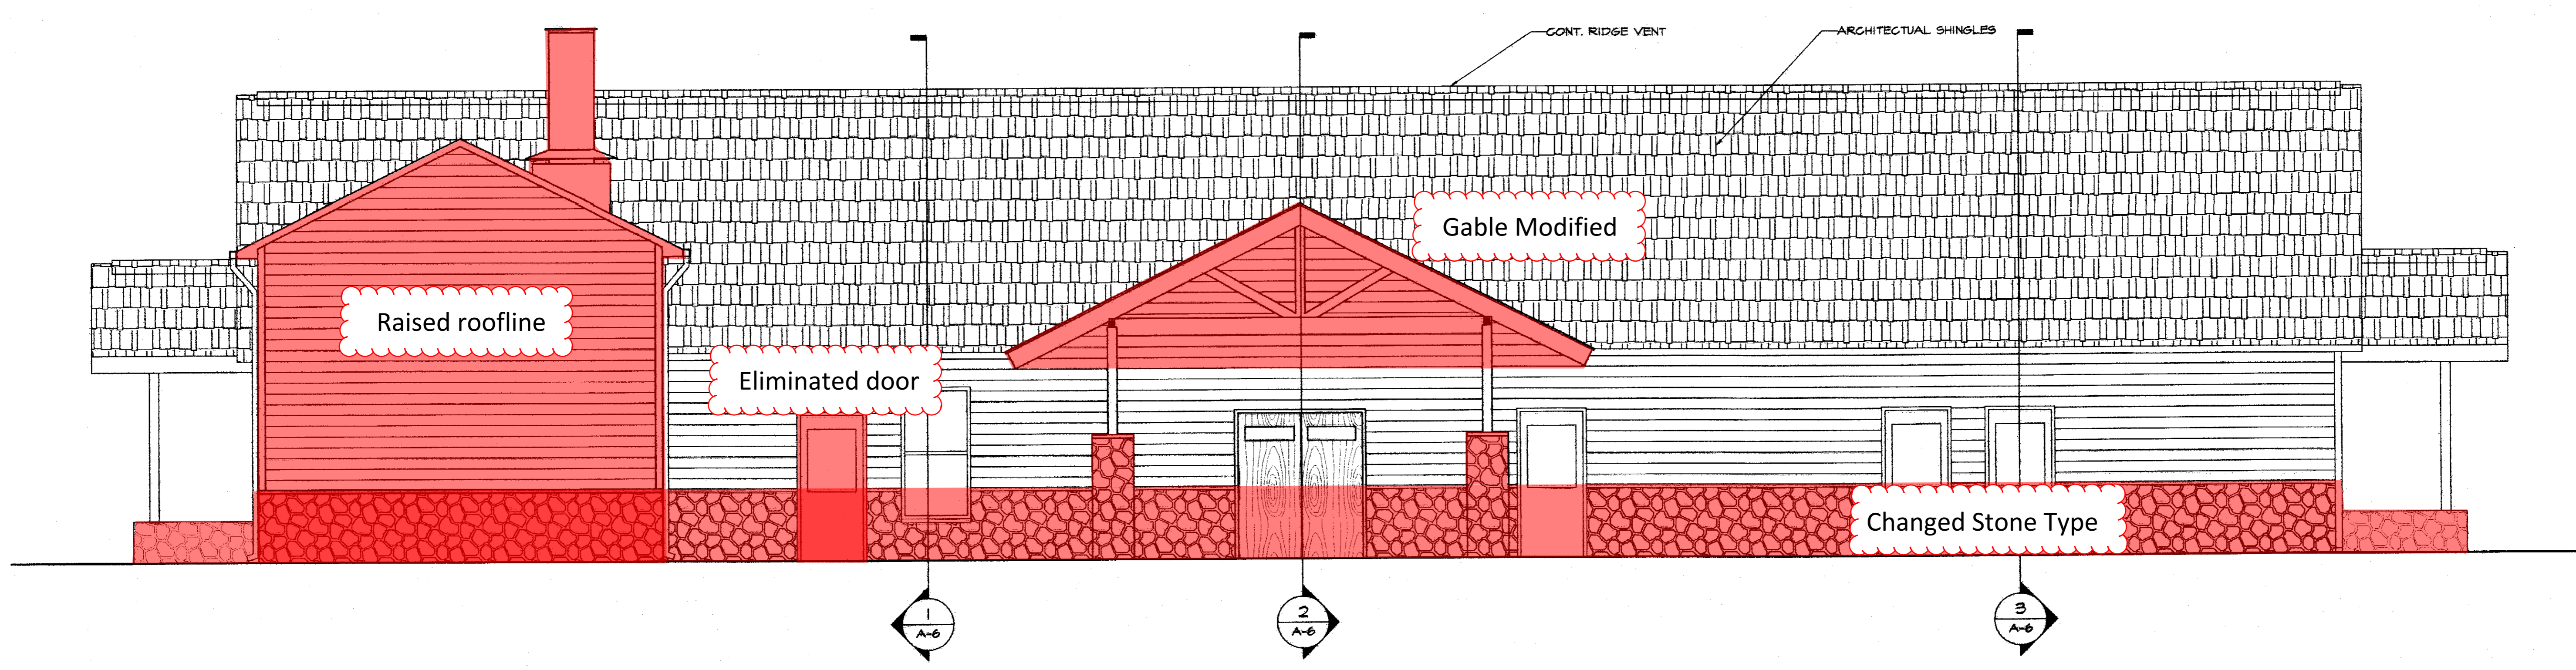 CONT. RIDGE VENT
ARCHITECTUAL SHINGLES
Gable Modified
Raised roofline
Eliminated door
Changed Stone Type
1
A-6
2
A-6
3
A-6